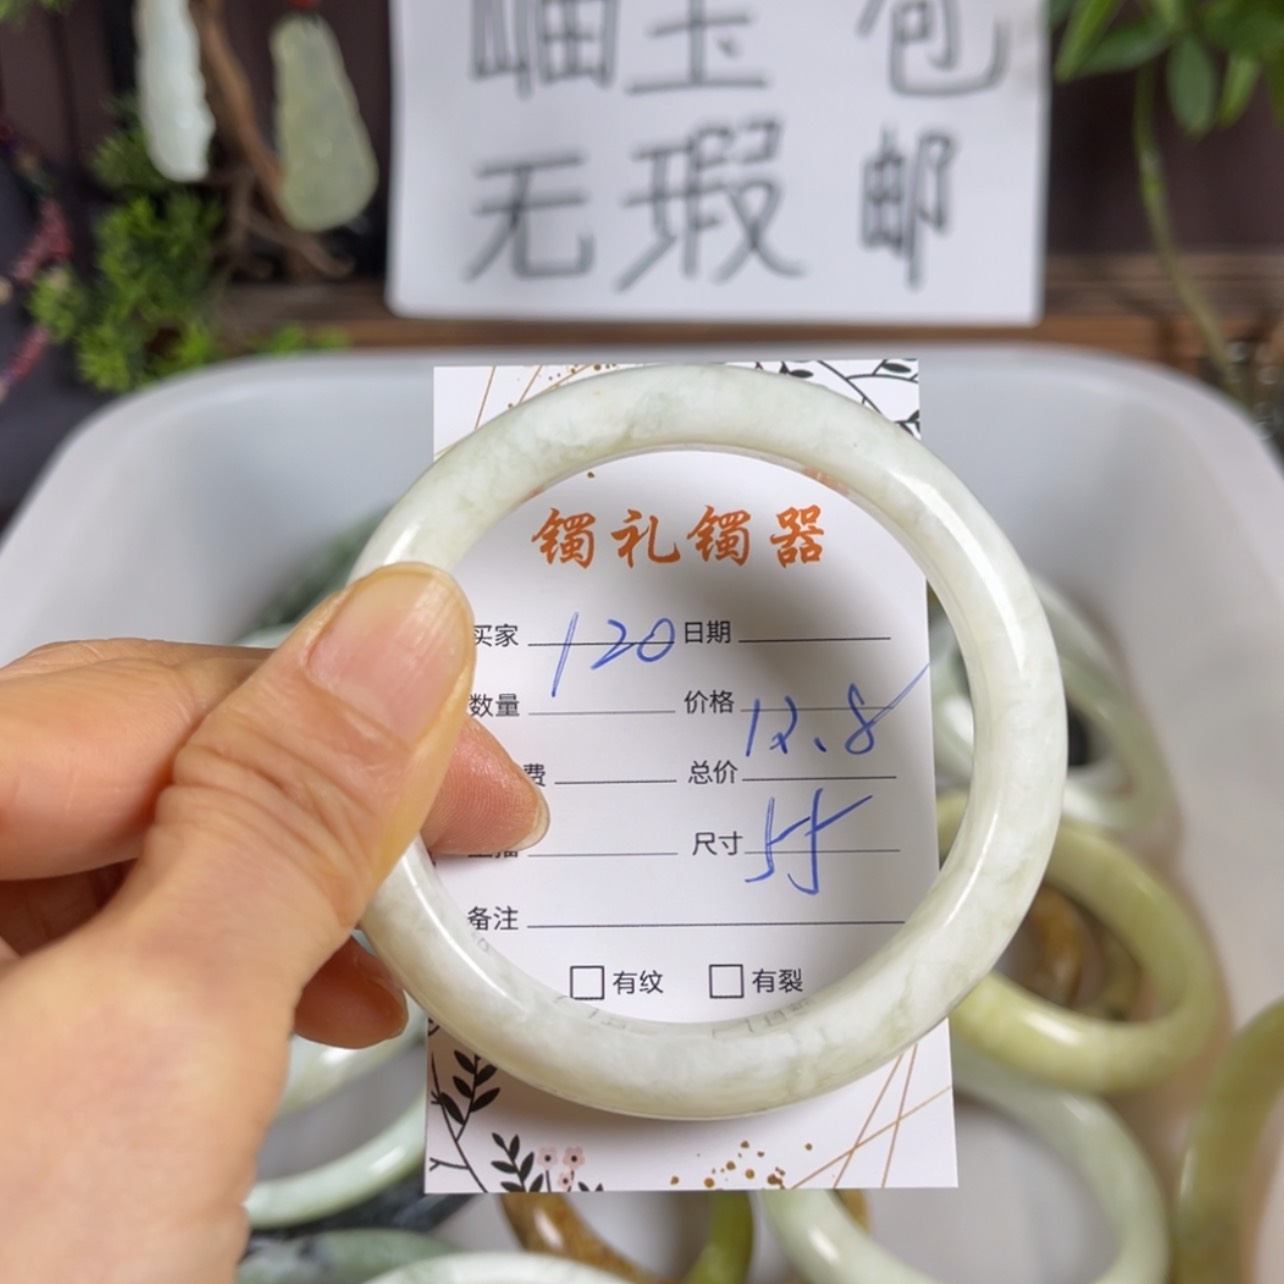 岫玉 包
无瑕 邮
镯礼镯器
买家 120 日期
数量 价格 12.8
费 总价
尺寸 55
备注
□有纹 □有裂